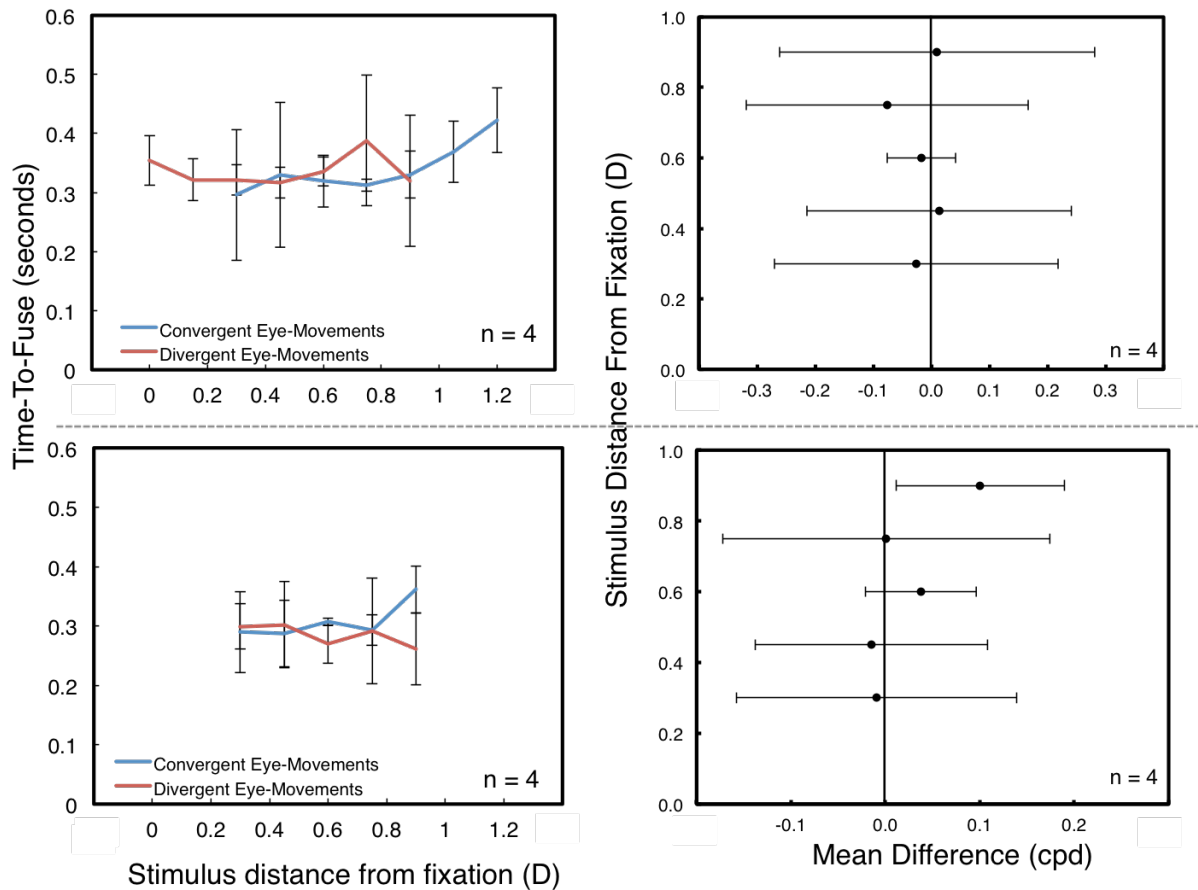 Time-To-Fuse (seconds)
0.6
0.5
0.4
0.3
0.2
0.1
0
Convergent Eye-Movements
Divergent Eye-Movements
n = 4
0 0.2 0.4 0.6 0.8 1 1.2
Stimulus Distance From Fixation (D)
1.0
0.8
0.6
0.4
0.2
0.0
n = 4
-0.3 -0.2 -0.1 0.0 0.1 0.2 0.3
0.6
0.5
0.4
0.3
0.2
0.1
0
Convergent Eye-Movements
Divergent Eye-Movements
n = 4
0 0.2 0.4 0.6 0.8 1 1.2
Stimulus distance from fixation (D)
1.0
0.8
0.6
0.4
0.2
0.0
n = 4
-0.1 0.0 0.1 0.2
Mean Difference (cpd)